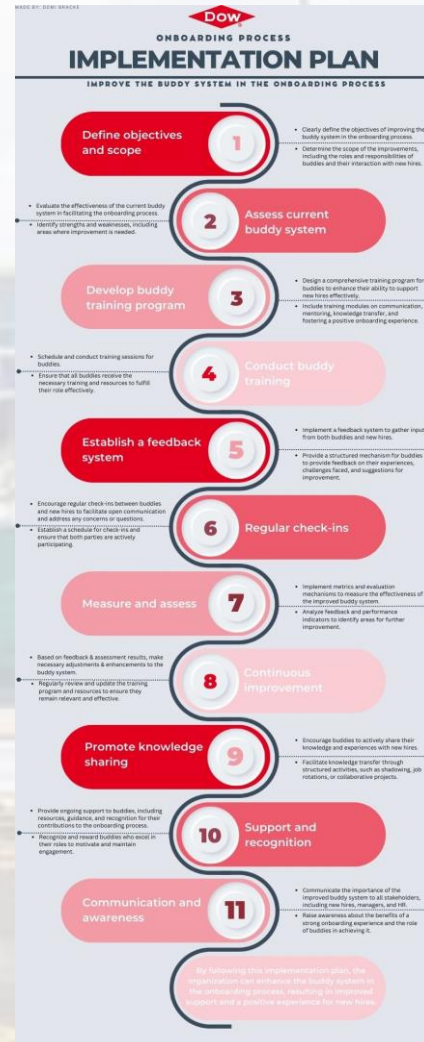 MADE BY: DEMI BRACKE
Dow
ONBOARDING PROCESS
IMPLEMENTATION PLAN
IMPROVE THE BUDDY SYSTEM IN THE ONBOARDING PROCESS
Define objectives
and scope
1
• Clearly define the objectives of improving the
buddy system in the onboarding process.
• Determine the scope of the improvements,
including the roles and responsibilities of
buddies and their interaction with new hires.
• Evaluate the effectiveness of the current buddy
system in facilitating the onboarding process.
• Identify strengths and weaknesses, including
areas where improvement is needed.
2
Assess current
buddy system
Develop buddy
training program
3
• Design a comprehensive training program for
buddies to enhance their ability to support
new hires effectively.
• Include training modules on communication,
mentoring, knowledge transfer, and
fostering a positive onboarding experience.
• Schedule and conduct training sessions for
buddies.
• Ensure that all buddies receive the
necessary training and resources to fulfill
their role effectively.
4
Conduct buddy
training
Establish a feedback
system
5
• Implement a feedback system to gather input
from both buddies and new hires.
• Provide a structured mechanism for buddies
to provide feedback on their experiences,
challenges faced, and suggestions for
improvement.
• Encourage regular check-ins between buddies
and new hires to facilitate open communication
and address any concerns or questions.
• Establish a schedule for check-ins and
ensure that both parties are actively
participating.
6
Regular check-ins
Measure and assess
7
• Implement metrics and evaluation
mechanisms to measure the effectiveness of
the improved buddy system.
• Analyze feedback and performance
indicators to identify areas for further
improvement.
• Based on feedback & assessment results, make
necessary adjustments & enhancements to the
buddy system.
• Regularly review and update the training
program and resources to ensure they
remain relevant and effective.
8
Continuous
improvement
Promote knowledge
sharing
9
• Encourage buddies to actively share their
knowledge and experiences with new hires.
• Facilitate knowledge transfer through
structured activities, such as shadowing, job
rotations, or collaborative projects.
• Provide ongoing support to buddies, including
resources, guidance, and recognition for their
contributions to the onboarding process.
• Recognize and reward buddies who excel in
their roles to motivate and maintain
engagement.
10
Support and
recognition
Communication and
awareness
11
• Communicate the importance of the
improved buddy system to all stakeholders,
including new hires, managers, and HR.
• Raise awareness about the benefits of a
strong onboarding experience and the role
of buddies in achieving it.
By following this implementation plan, the
organization can enhance the buddy system in
the onboarding process, resulting in improved
support and a positive experience for new hires.